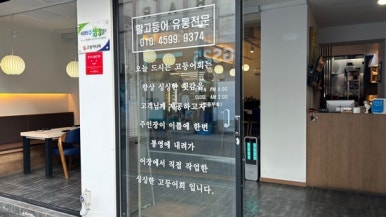 활고등어 유통전문
010. 4599. 9374
오늘 드시는 고등어회는
항상 싱싱한 횟감을
고객님께 제공하고자
주인장이 이틀에 한번
통영에 내려가
어장에서 직접 작업한
싱싱한 고등어회 입니다.